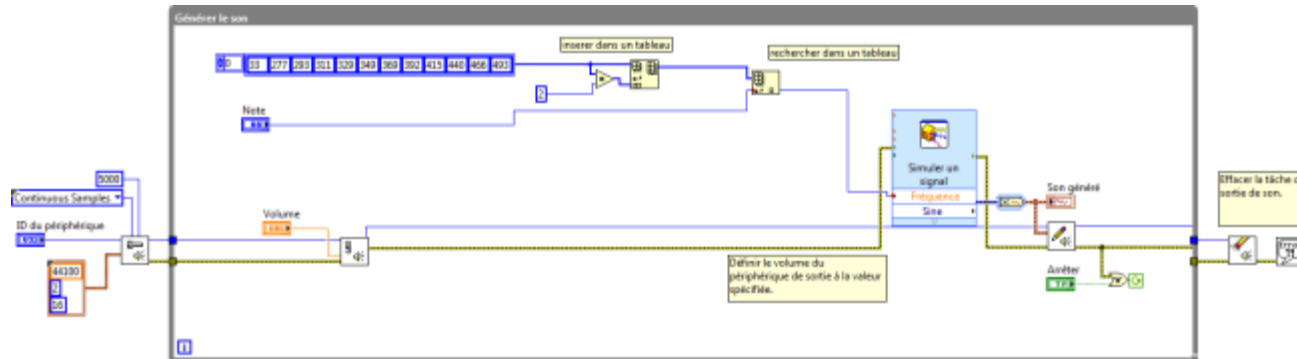 Générer le son
inserer dans un tableau
rechercher dans un tableau
0 33 277 293 311 329 349 369 392 415 440 466 493
2
Note
Simuler un
signal
Fréquence
Sine
5000
Continuous Samples
ID du périphérique
Volume
Son généré
Effacer la tâche
sortie de son.
44100
2
16
Définir le volume du
périphérique de sortie à la valeur
spécifiée.
Arrêter
i